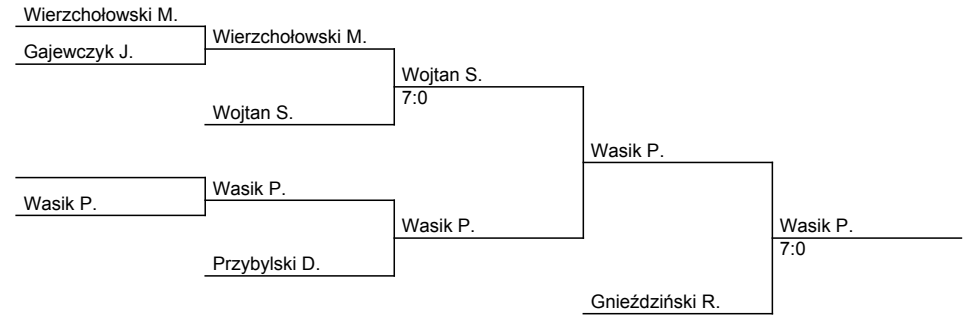 Wierzchołowski M.
Gajewczyk J.
Wierzchołowski M.
Wojtan S.
Wojtan S.
7:0
Wasik P.
Wasik P.
Przybylski D.
Wasik P.
Wasik P.
Gnieździński R.
Wasik P.
7:0